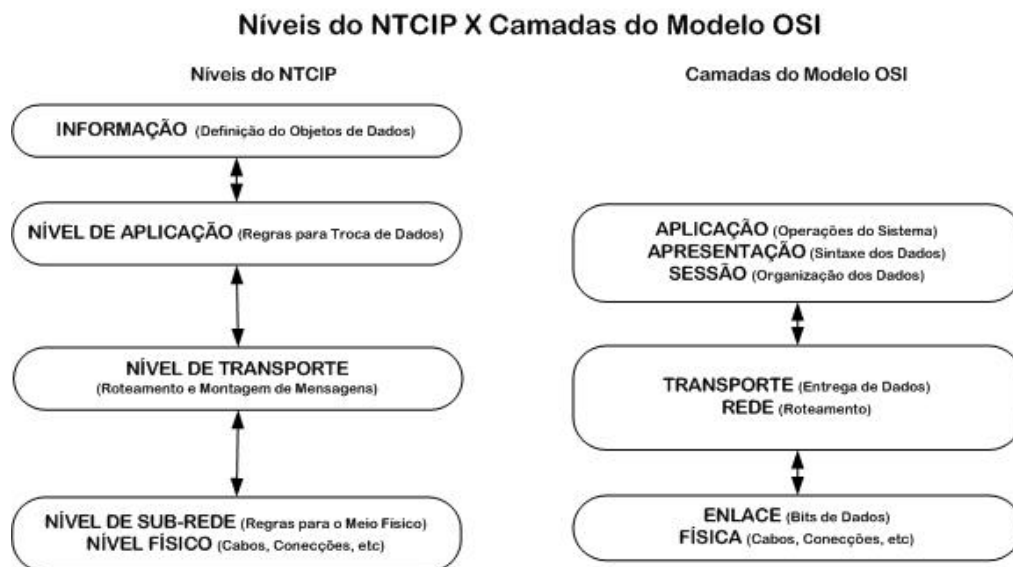 Níveis do NTCIP X Camadas do Modelo OSI
Níveis do NTCIP
INFORMAÇÃO (Definição do Objetos de Dados)
NÍVEL DE APLICAÇÃO (Regras para Troca de Dados)
NÍVEL DE TRANSPORTE
(Roteamento e Montagem de Mensagens)
NÍVEL DE SUB-REDE (Regras para o Meio Físico)
NÍVEL FÍSICO (Cabos, Conecções, etc)
Camadas do Modelo OSI
APLICAÇÃO (Operações do Sistema)
APRESENTAÇÃO (Sintaxe dos Dados)
SESSÃO (Organização dos Dados)
TRANSPORTE (Entrega de Dados)
REDE (Roteamento)
ENLACE (Bits de Dados)
FÍSICA (Cabos, Conecções, etc)